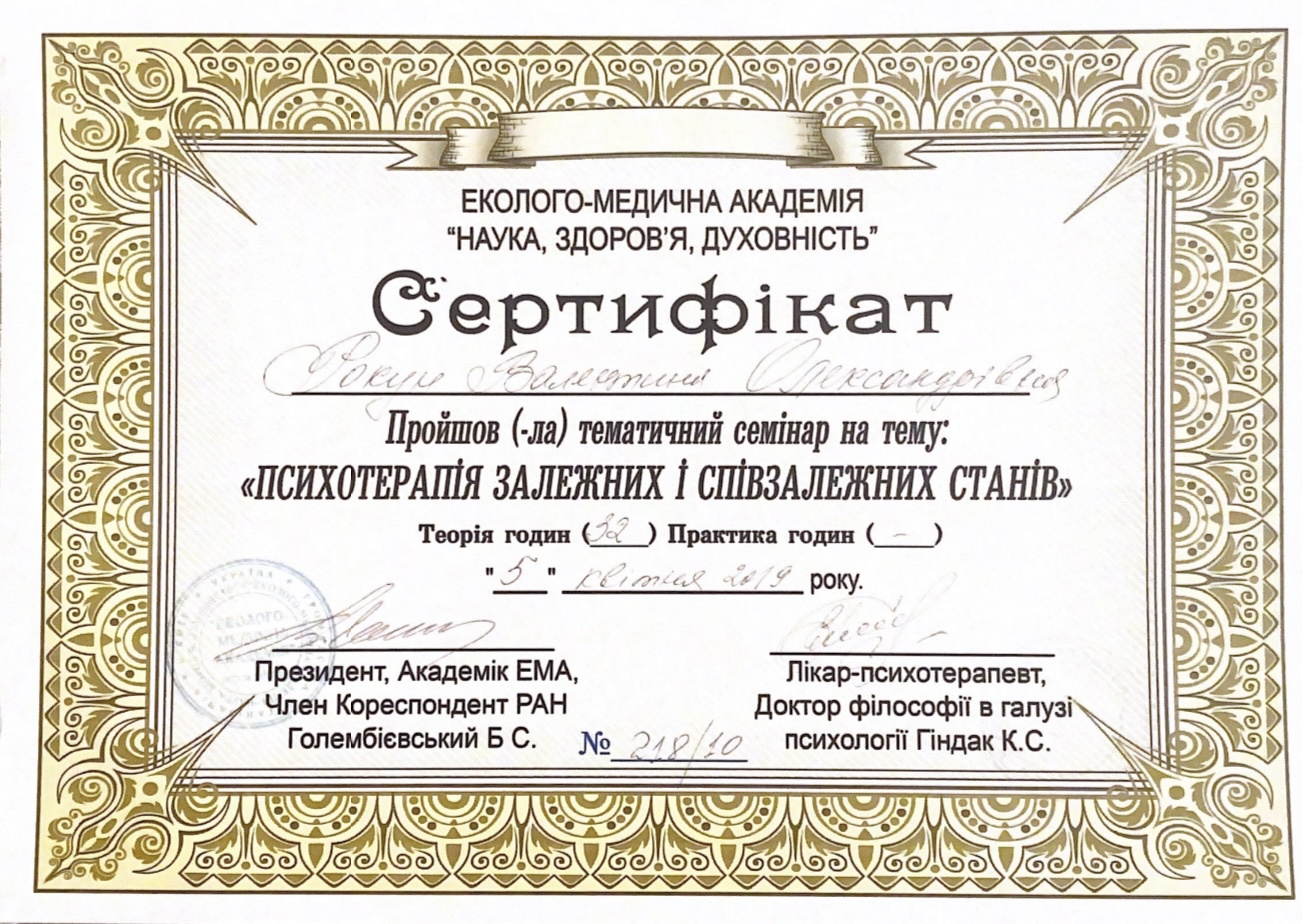 ЕКОЛОГО-МЕДИЧНА АКАДЕМІЯ
“НАУКА, ЗДОРОВ’Я, ДУХОВНІСТЬ”
Сертифікат
Валентина Олександрівна
Пройшов (-ла) тематичний семінар на тему:
«ПСИХОТЕРАПІЯ ЗАЛЕЖНИХ І СПІВЗАЛЕЖНИХ СТАНІВ»
Теорія годин (32) Практика годин ( - )
"5" квітня 2019 року.
Президент, Академік ЕМА,
Член Кореспондент РАН
Голембієвський Б С.
№ 218/10
Лікар-психотерапевт,
Доктор філософії в галузі
психології Гіндак К.С.